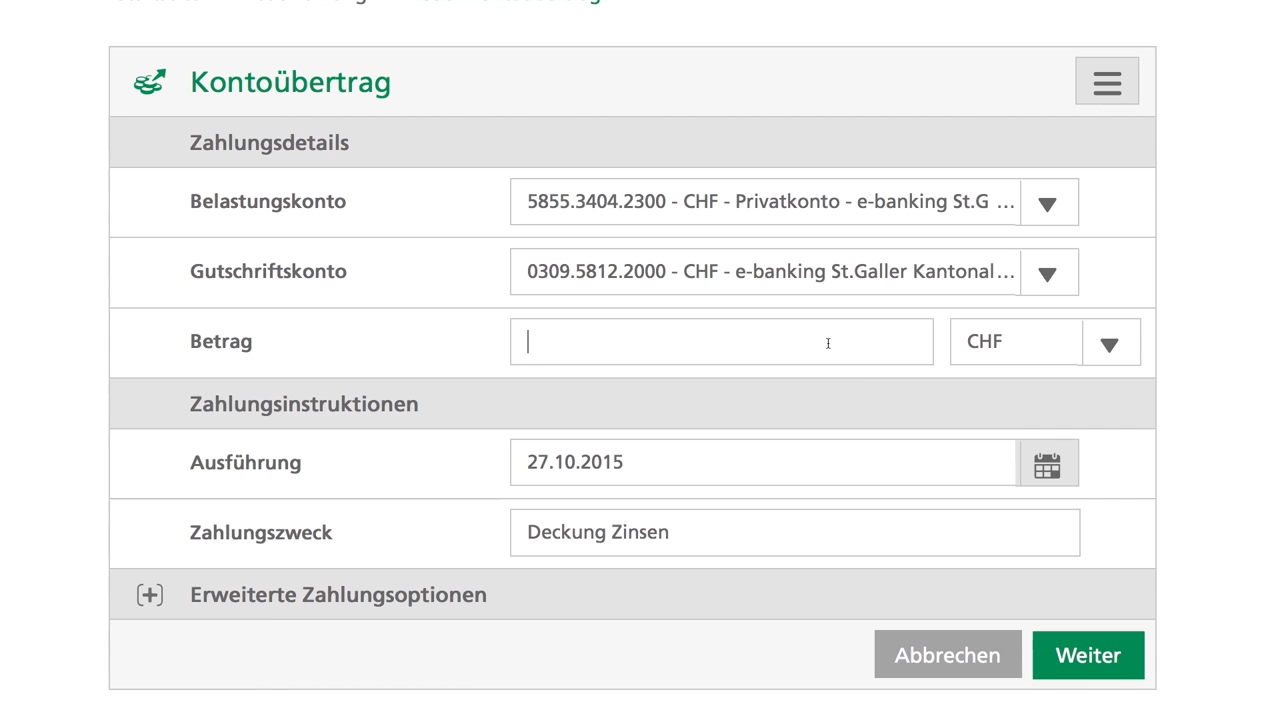 Kontoübertrag
Zahlungsdetails
Belastungskonto
5855.3404.2300 - CHF - Privatkonto - e-banking St.G ...
Gutschriftskonto
0309.5812.2000 - CHF - e-banking St.Galler Kantonal...
Betrag
CHF
Zahlungsinstruktionen
Ausführung
27.10.2015
Zahlungszweck
Deckung Zinsen
Erweiterte Zahlungsoptionen
Abbrechen
Weiter